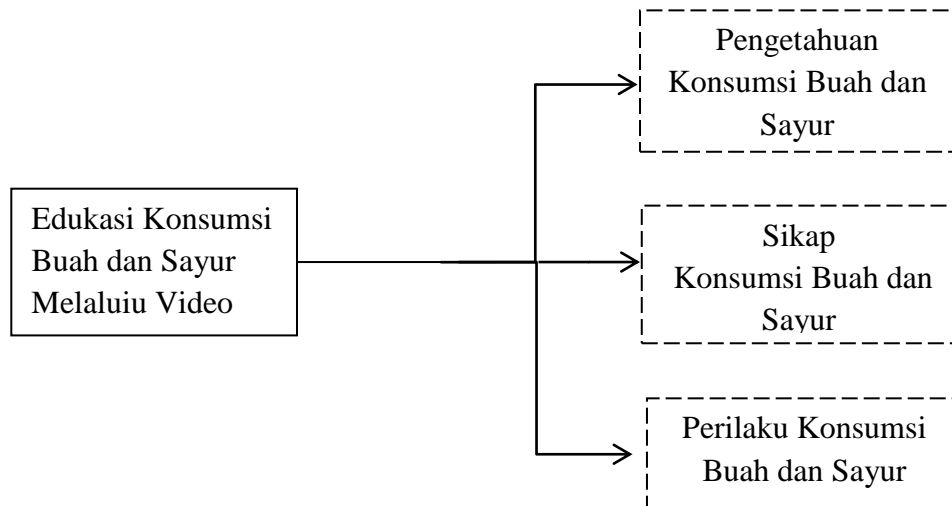 Pengetahuan
Konsumsi Buah dan
Sayur
Edukasi Konsumsi
Buah dan Sayur
Melaluiu Video
Sikap
Konsumsi Buah dan
Sayur
Perilaku Konsumsi
Buah dan Sayur